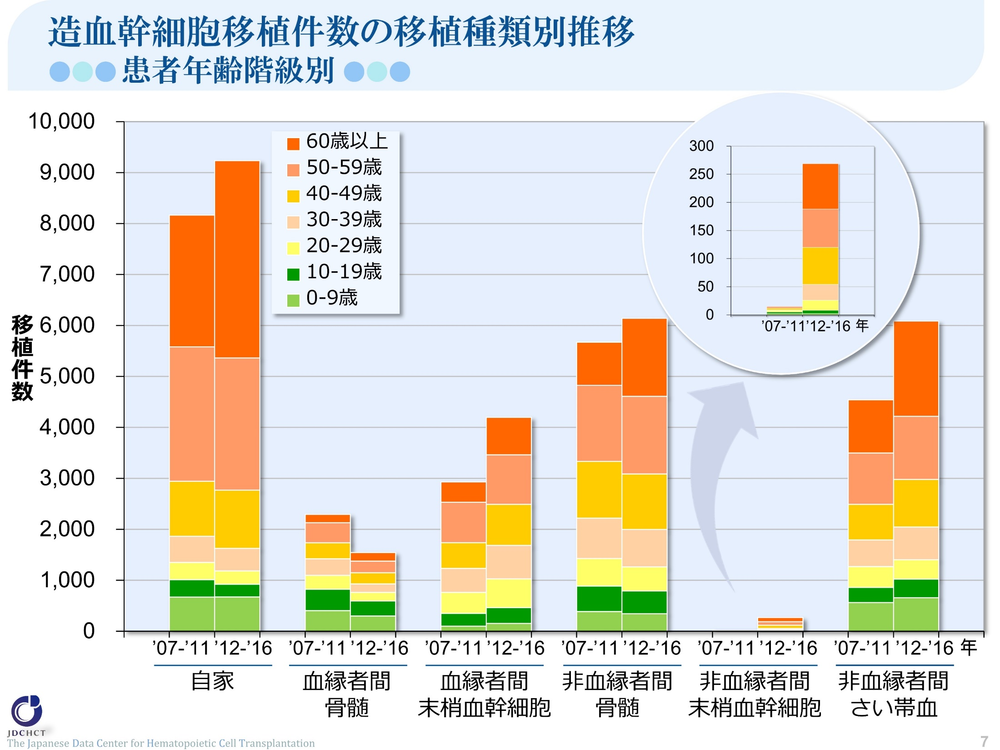 造血幹細胞移植件数の移植種類別推移
患者年齢階級別
10,000
9,000
8,000
7,000
6,000
5,000
4,000
3,000
2,000
1,000
0
移植件数
60歳以上
50-59歳
40-49歳
30-39歳
20-29歳
10-19歳
0-9歳
300
250
200
150
100
50
0
’07-’11 ’12-’16 年
’07-’11 ’12-’16 ’07-’11 ’12-’16 ’07-’11 ’12-’16 ’07-’11 ’12-’16 ’07-’11 ’12-’16 ’07-’11 ’12-’16 年
自家
血縁者間
骨髄
血縁者間
末梢血幹細胞
非血縁者間
骨髄
非血縁者間
末梢血幹細胞
非血縁者間
さい帯血
JDCHCT
The Japanese Data Center for Hematopoietic Cell Transplantation
7